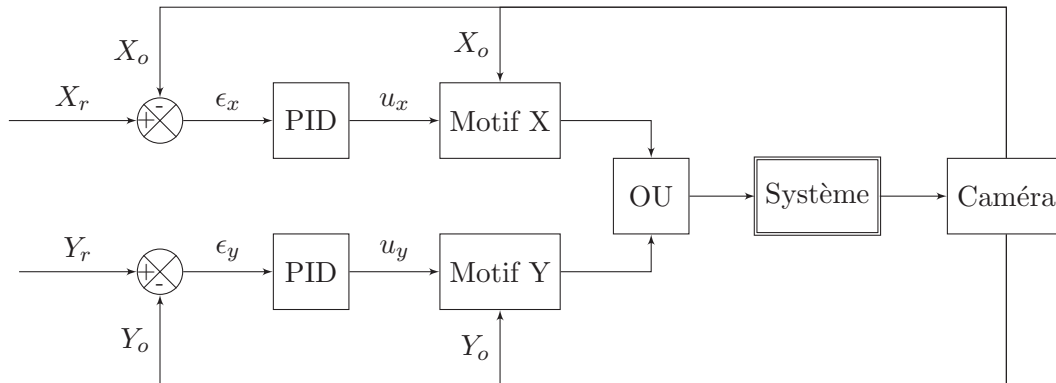 X_o
X_o
X_r
+
-
ϵ_x
PID
u_x
Motif X
OU
Système
Caméra
Y_r
+
-
ϵ_y
PID
u_y
Motif Y
Y_o
Y_o